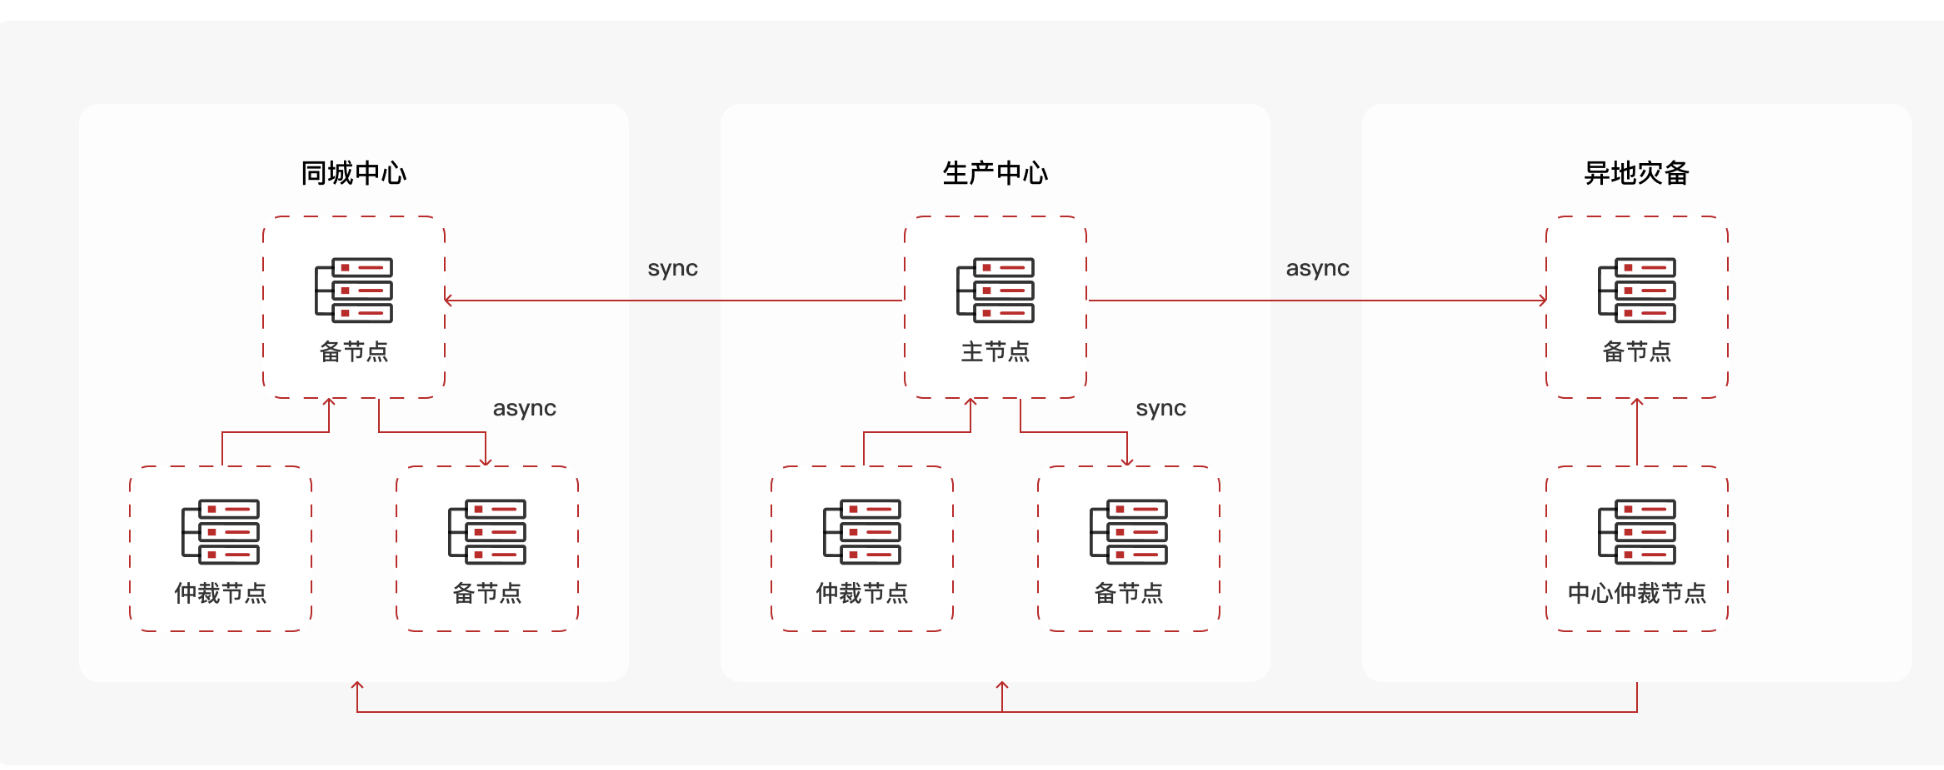 同城中心
生产中心
异地灾备
sync
async
备节点
主节点
备节点
async
sync
仲裁节点
备节点
仲裁节点
备节点
中心仲裁节点